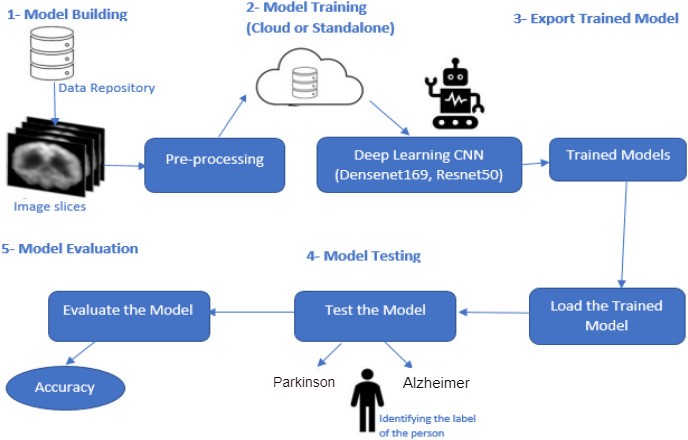 1- Model Building
2- Model Training
(Cloud or Standalone)
3- Export Trained Model
Data Repository
Image slices
Pre-processing
Deep Learning CNN
(Densenet169, Resnet50)
Trained Models
5- Model Evaluation
4- Model Testing
Evaluate the Model
Test the Model
Load the Trained
Model
Accuracy
Parkinson
Alzheimer
Identifying the label
of the person